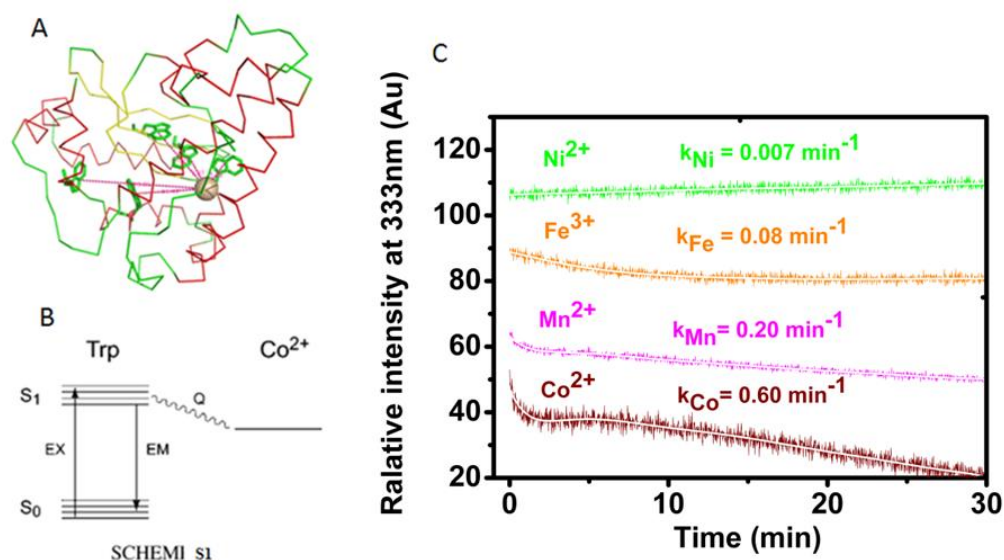 A
B
Trp
Co2+
S1
Q
EX
EM
S0
SCHEMJ S1
C
Ralative intensity at 333nm (Au)
120
100
80
60
40
20
Ni2+
kNi = 0.007 min-1
Fe3+
kFe = 0.08 min-1
Mn2+
kMn = 0.20 min-1
Co2+
kCo = 0.60 min-1
0
10
20
30
Time (min)